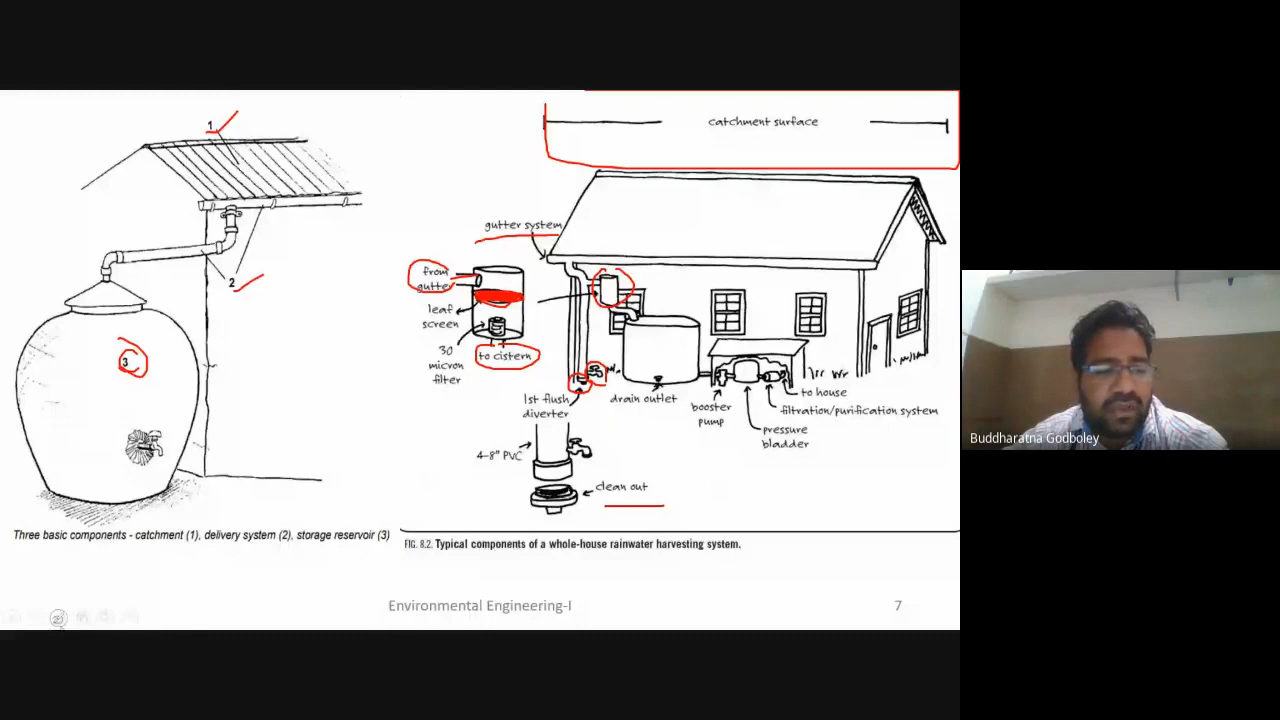 1
2
3
Three basic components - catchment (1), delivery system (2), storage reservoir (3)
catchment surface
gutter system
from
gutter
leaf
screen
30
micron
filter
to cistern
1st flush
diverter
drain outlet
booster
pump
to house
filtration/purification system
pressure
bladder
4-8" PVC
clean out
FIG. 8.2. Typical components of a whole-house rainwater harvesting system.
Environmental Engineering-I
7
Buddharatna Godboley